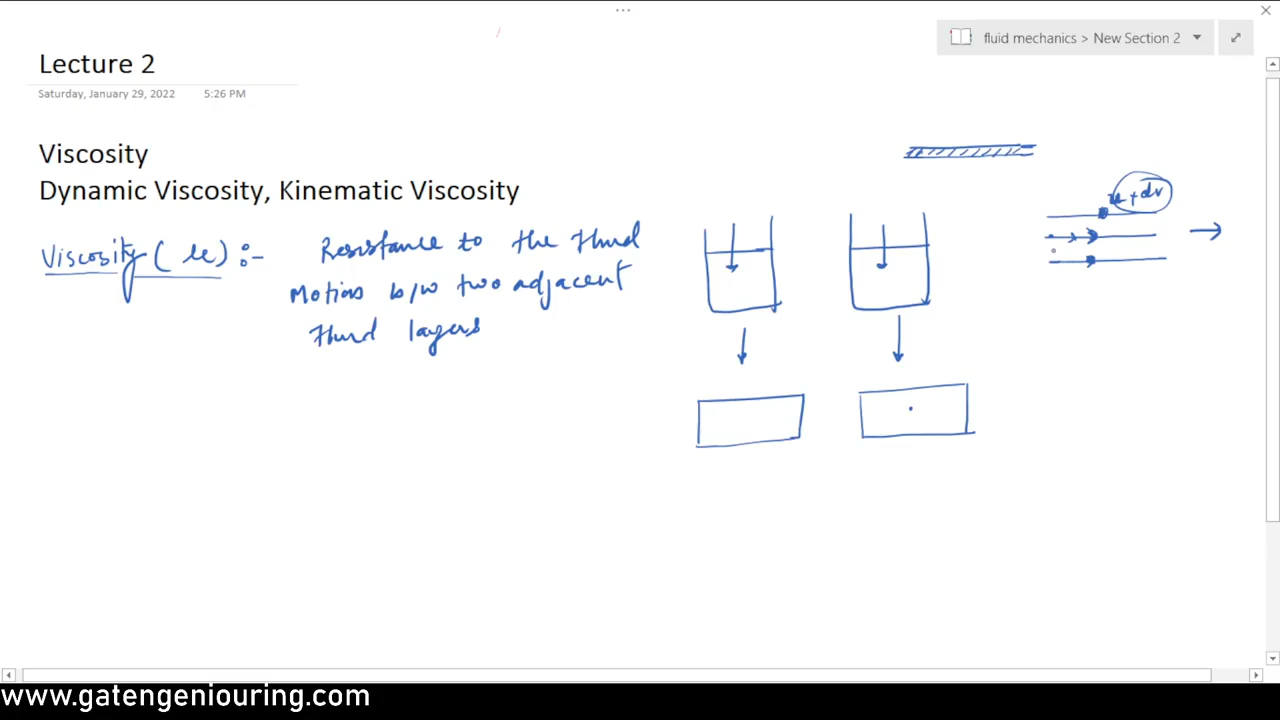 fluid mechanics > New Section 2
Lecture 2
Saturday, January 29, 2022 5:26 PM
Viscosity
Dynamic Viscosity, Kinematic Viscosity
Viscosity ( μ ) :- Resistance to the fluid
Motion b/w two adjacent
fluid layers
u + dv
www.gatengeniouring.com